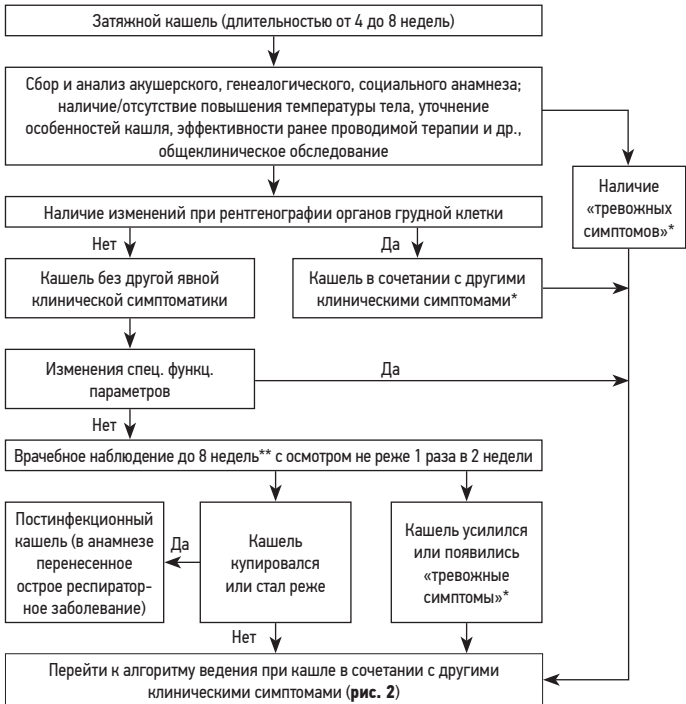 Затяжной кашель (длительностью от 4 до 8 недель)
Сбор и анализ акушерского, генеалогического, социального анамнеза;
наличие/отсутствие повышения температуры тела, уточнение
особенностей кашля, эффективности ранее проводимой терапии и др.,
общеклиническое обследование
Наличие
«тревожных
симптомов»*
Наличие изменений при рентгенографии органов грудной клетки
Нет
Да
Кашель без другой явной
клинической симптоматики
Кашель в сочетании с другими
клиническими симптомами*
Изменения спец. функц.
параметров
Да
Нет
Врачебное наблюдение до 8 недель** с осмотром не реже 1 раза в 2 недели
Постинфекционный
кашель (в анамнезе
перенесенное
острое респиратор-
ное заболевание)
Да
Кашель
купировался
или стал реже
Кашель усилился
или появились
«тревожные
симптомы»*
Нет
Перейти к алгоритму ведения при кашле в сочетании с другими
клиническими симптомами (рис. 2)